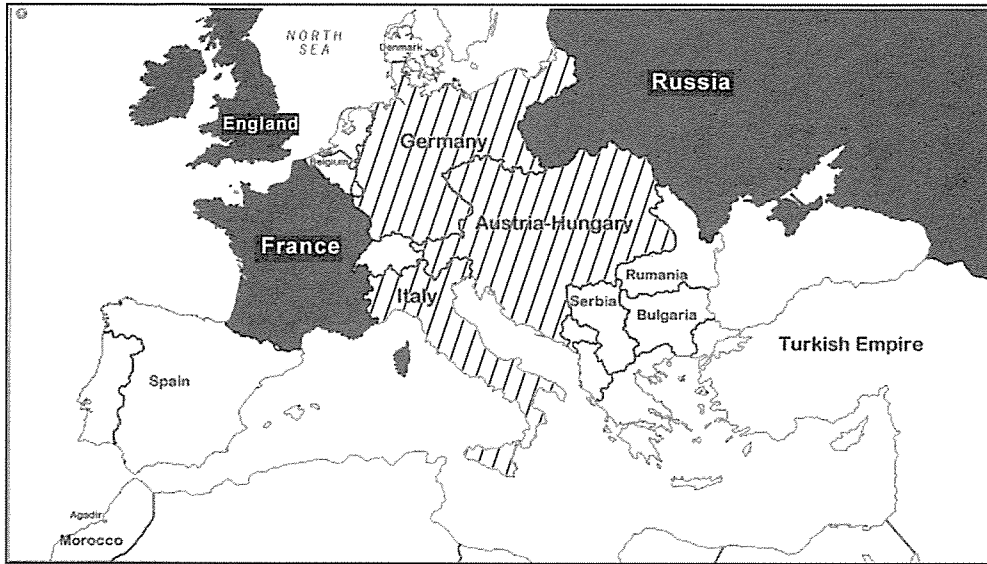 NORTH
SEA
Denmark
Russia
England
Germany
Belgium
Austria-Hungary
France
Rumania
Italy
Serbia
Bulgaria
Turkish Empire
Spain
Agadir
Morocco